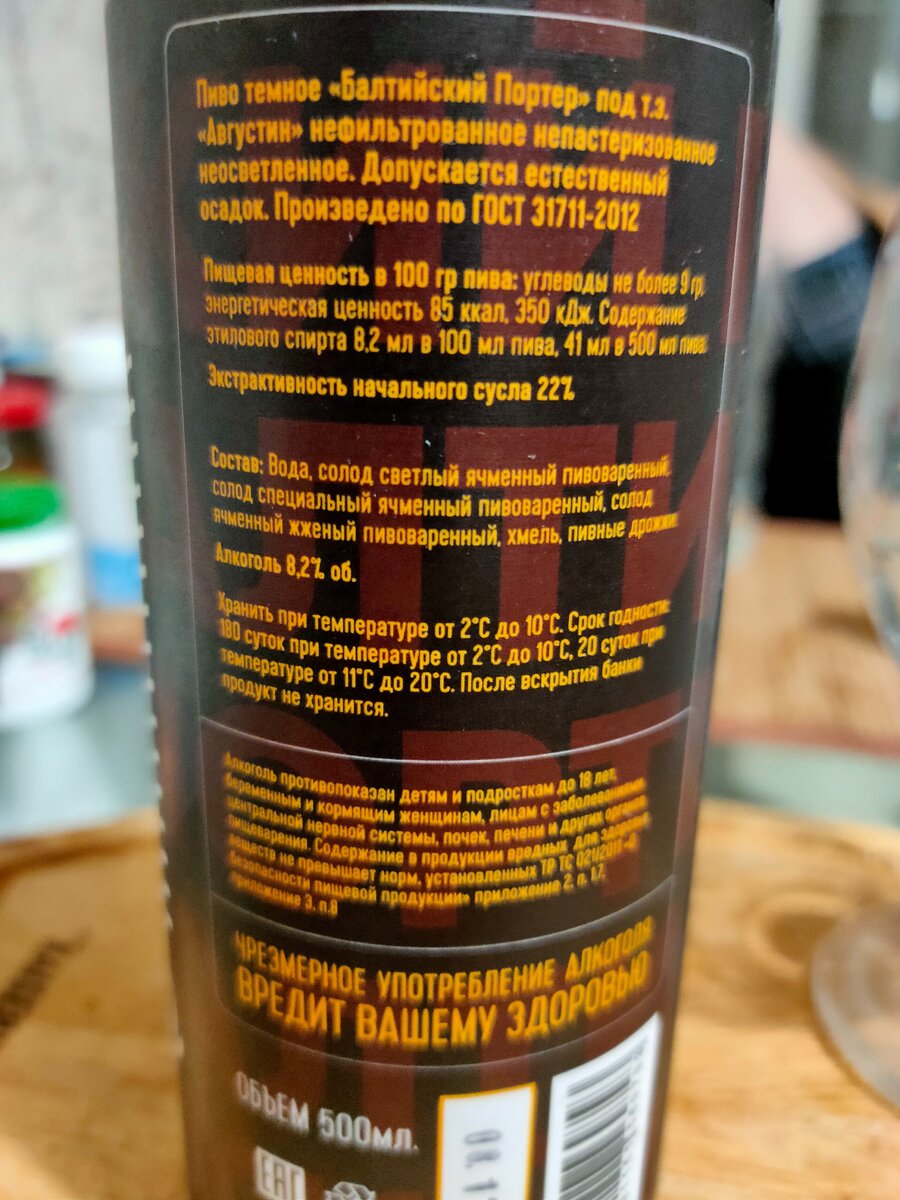 Пиво темное «Балтийский Портер» под т.з.
«Августин» нефильтрованное непастеризованное
неосветленное. Допускается естественный
осадок. Произведено по ГОСТ 31711-2012
Пищевая ценность в 100 гр пива: углеводы не более 9 гр,
энергетическая ценность 85 ккал, 350 кДж. Содержание
этилового спирта 8,2 мл в 100 мл пива, 41 мл в 500 мл пива.
Экстрактивность начального сусла 22%
Состав: Вода, солод светлый ячменный пивоваренный,
солод специальный ячменный пивоваренный, солод
ячменный жженый пивоваренный, хмель, пивные дрожжи
Алкоголь 8,2% об.
Хранить при температуре от 2°С до 10°С. Срок годности:
180 суток при температуре от 2°С до 10°С, 20 суток при
температуре от 11°С до 20°С. После вскрытия банки
продукт не хранится.
Алкоголь противопоказан детям и подросткам до 18 лет,
беременным и кормящим женщинам, лицам с заболеваниями
центральной нервной системы, почек, печени и других органов
пищеварения. Содержание в продукции вредных для здоровья
веществ не превышает норм, установленных ТР ТС 021/2011 «О
безопасности пищевой продукции» приложение 2, п. 1.7,
приложение 3, п.8
ЧРЕЗМЕРНОЕ УПОТРЕБЛЕНИЕ АЛКОГОЛЯ
ВРЕДИТ ВАШЕМУ ЗДОРОВЬЮ
ОБЪЕМ 500мл.
ЕАС